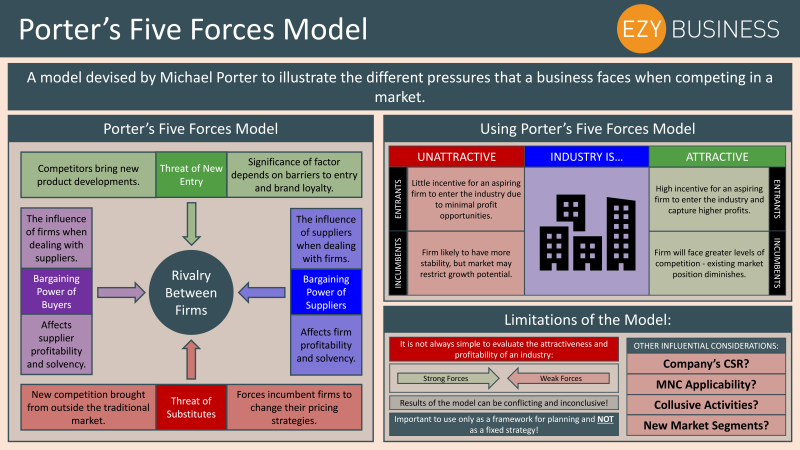 Porter's Five Forces Model
EZY BUSINESS
A model devised by Michael Porter to illustrate the different pressures that a business faces when competing in a
market.
Porter's Five Forces Model
Competitors bring new
product developments.
Threat of New
Entry
Significance of factor
depends on barriers to entry
and brand loyalty.
The influence
of firms when
dealing with
suppliers.
Bargaining
Power of
Buyers
Affects
supplier
profitability
and solvency.
Rivalry
Between
Firms
The influence
of suppliers
when dealing
with firms.
Bargaining
Power of
Suppliers
Affects firm
profitability
and solvency.
New competition brought
from outside the traditional
market.
Threat of
Substitutes
Forces incumbent firms to
change their pricing
strategies.
Using Porter's Five Forces Model
UNATTRACTIVE
INDUSTRY IS...
ATTRACTIVE
ENTRANTS
Little incentive for an aspiring
firm to enter the industry due
to minimal profit
opportunities.
High incentive for an aspiring
firm to enter the industry and
capture higher profits.
ENTRANTS
INCUMBENTS
Firm likely to have more
stability, but market may
restrict growth potential.
Firm will face greater levels of
competition - existing market
position diminishes.
INCUMBENTS
Limitations of the Model:
It is not always simple to evaluate the attractiveness and
profitability of an industry:
Strong Forces
Weak Forces
Results of the model can be conflicting and inconclusive!
Important to use only as a framework for planning and NOT
as a fixed strategy!
OTHER INFLUENTIAL CONSIDERATIONS:
Company's CSR?
MNC Applicability?
Collusive Activities?
New Market Segments?